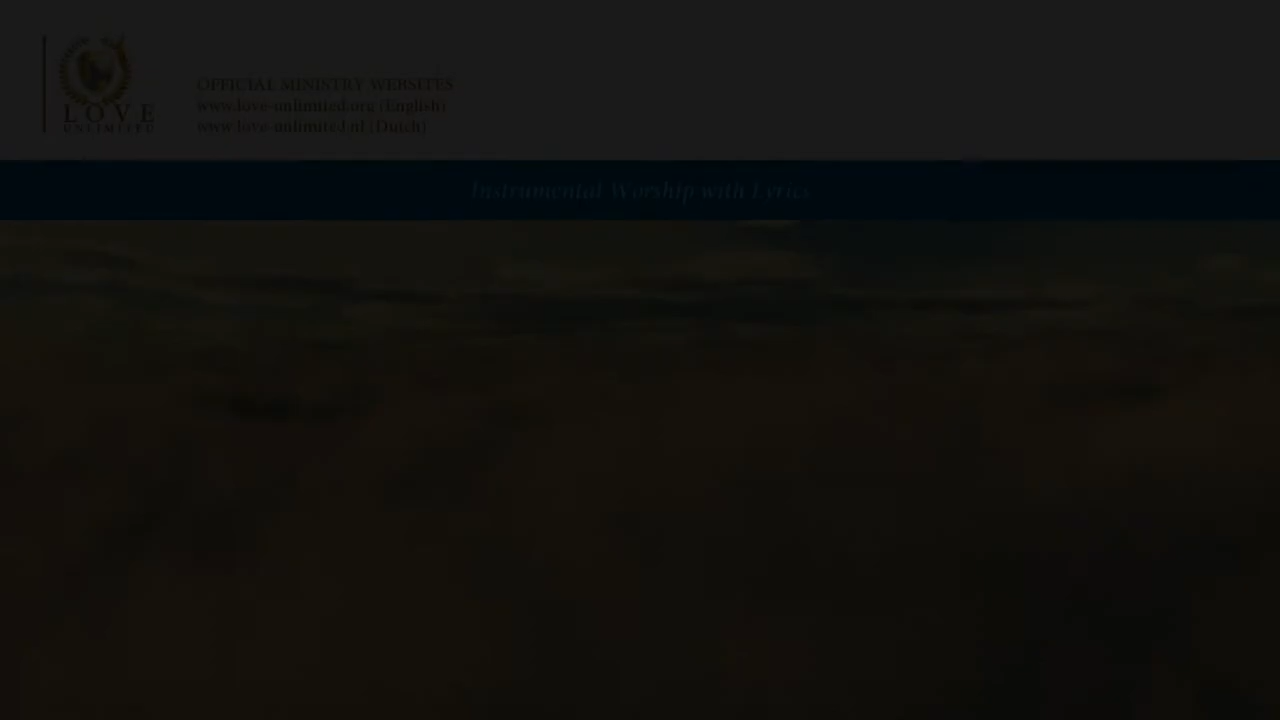 LOVE
UNLIMITED
OFFICIAL MINISTRY WEBSITES
www.love-unlimited.org (English)
www.love-unlimited.nl (Dutch)
Instrumental Worship with Lyrics